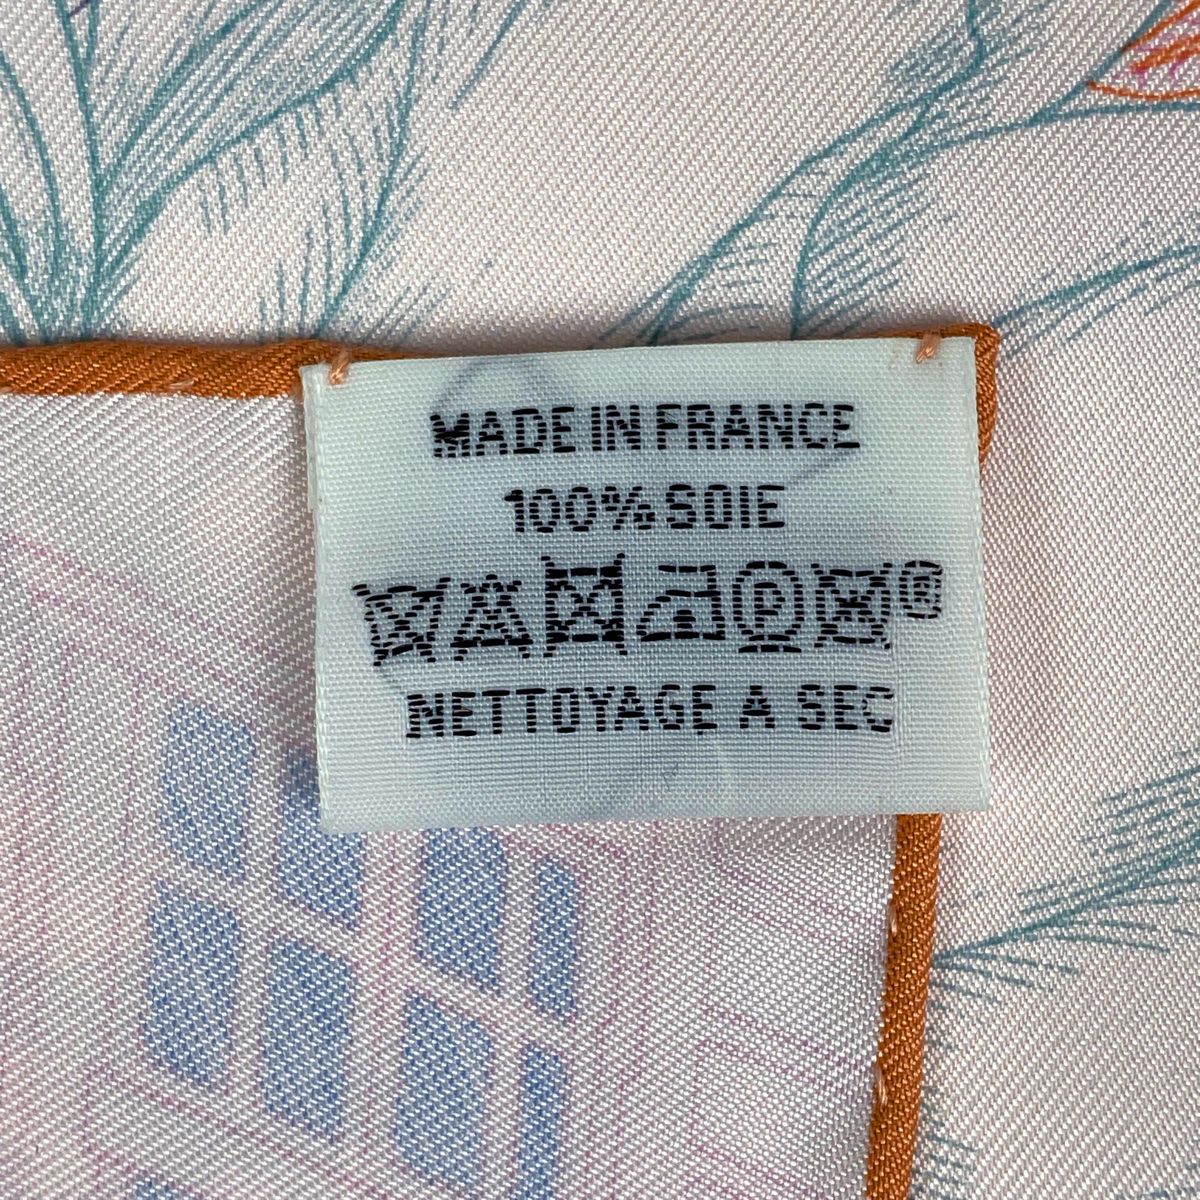 MADE IN FRANCE
100% SOIE
P ®
NETTOYAGE A SEC